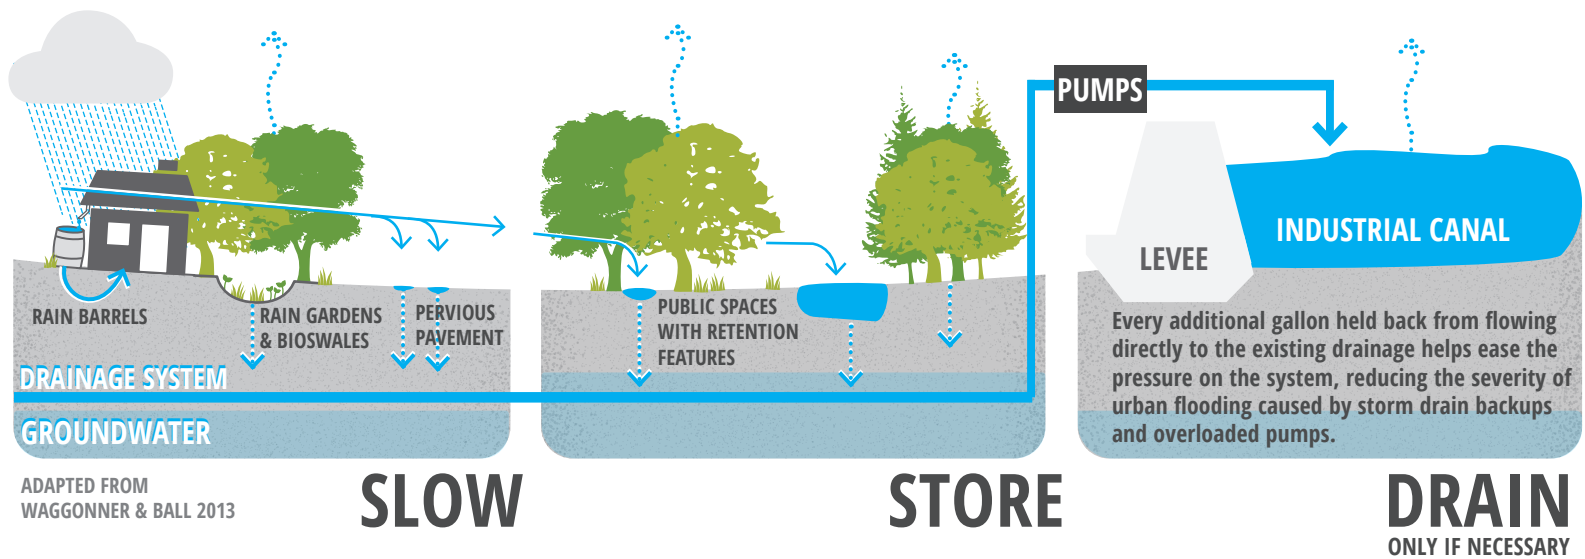 PUMPS
INDUSTRIAL CANAL
LEVEE
RAIN BARRELS
RAIN GARDENS
& BIOSWALES
PERVIOUS
PAVEMENT
PUBLIC SPACES
WITH RETENTION
FEATURES
Every additional gallon held back from flowing
directly to the existing drainage helps ease the
pressure on the system, reducing the severity of
urban flooding caused by storm drain backups
and overloaded pumps.
DRAINAGE SYSTEM
GROUNDWATER
ADAPTED FROM
WAGGONNER & BALL 2013
SLOW
STORE
DRAIN
ONLY IF NECESSARY